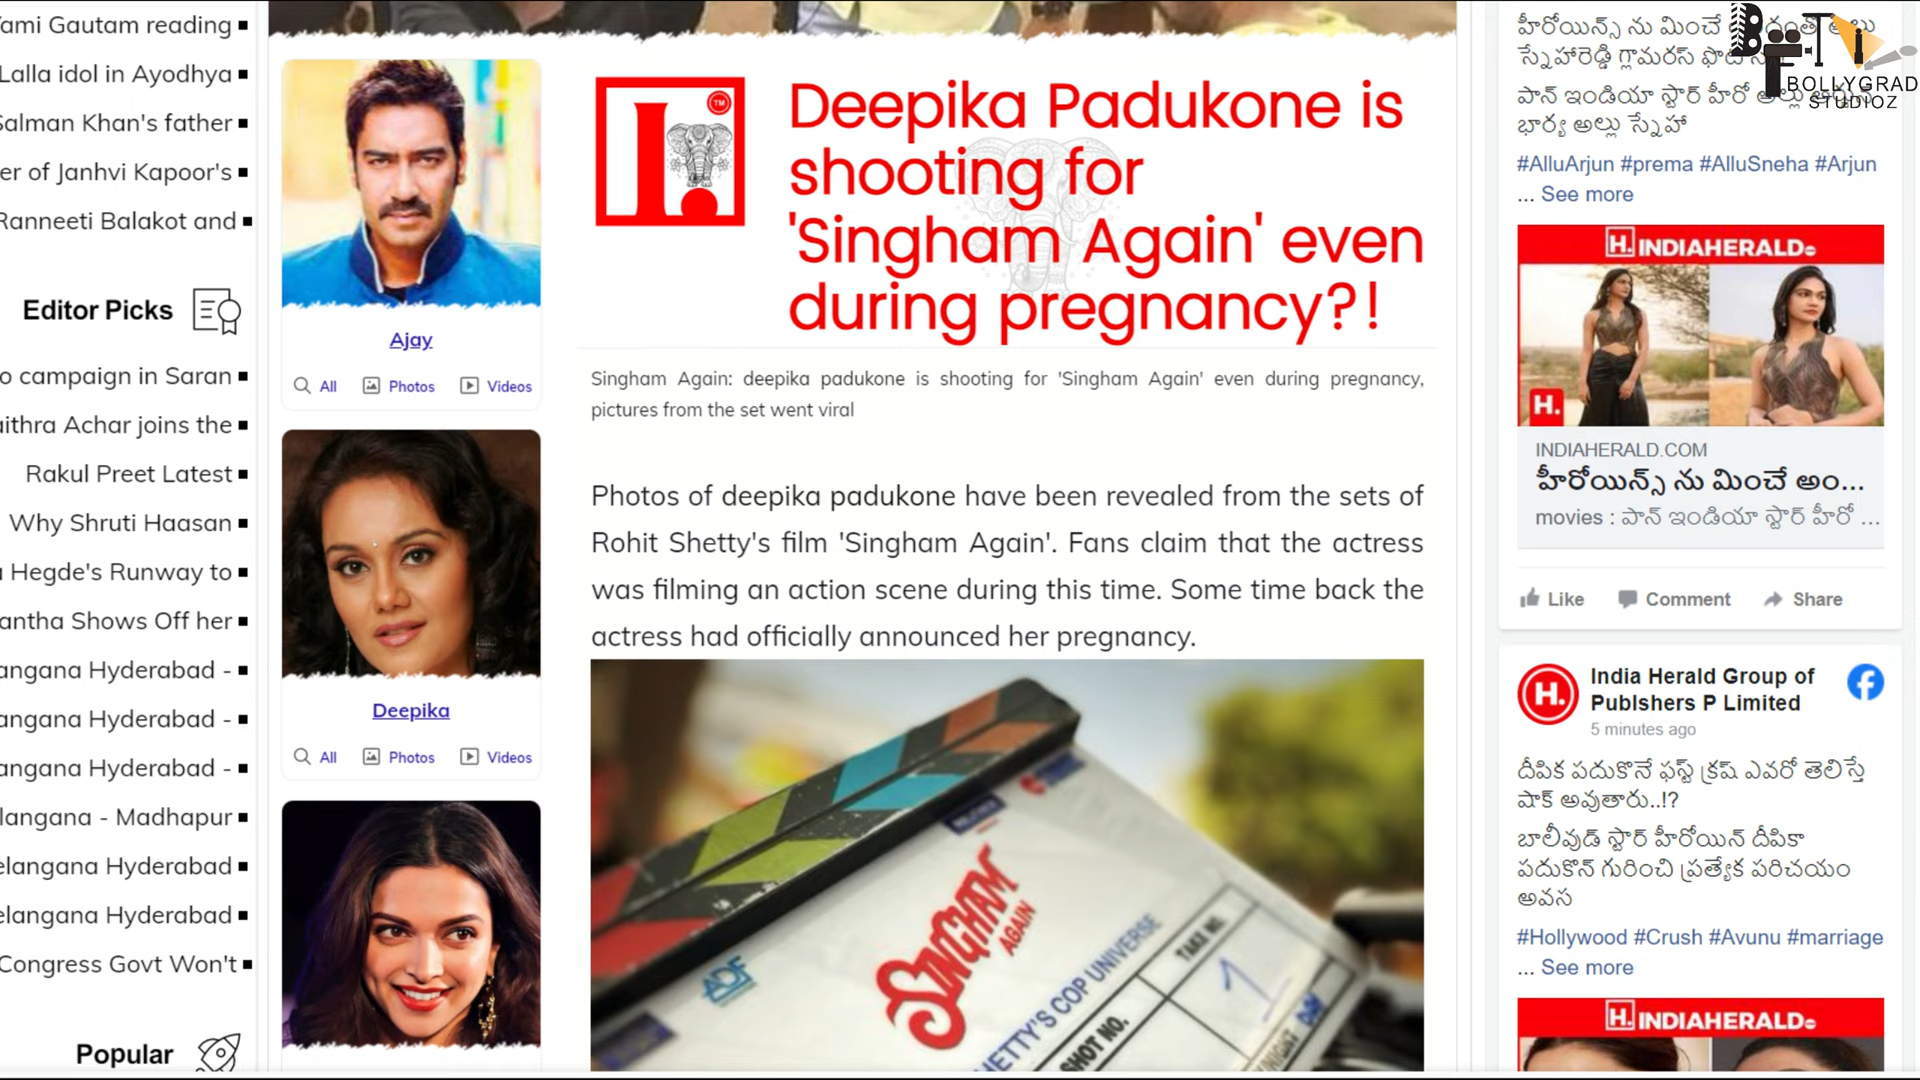 ami Gautam reading
Lalla idol in Ayodhya
Salman Khan's father
er of Janhvi Kapoor's
Ranneeti Balakot and
Editor Picks
o campaign in Saran
aithra Achar joins the
Rakul Preet Latest
Why Shruti Haasan
Hegde's Runway to
antha Shows Off her
angana Hyderabad -
angana Hyderabad -
angana Hyderabad -
langana - Madhapur
elangana Hyderabad
elangana Hyderabad
Congress Govt Won't
Popular
Ajay
All Photos Videos
Deepika
All Photos Videos
TM
Deepika Padukone is
shooting for
'Singham Again' even
during pregnancy?!
Singham Again: deepika padukone is shooting for 'Singham Again' even during pregnancy,
pictures from the set went viral
Photos of deepika padukone have been revealed from the sets of
Rohit Shetty's film 'Singham Again'. Fans claim that the actress
was filming an action scene during this time. Some time back the
actress had officially announced her pregnancy.
ADF
SINGHAM
AGAIN
HETTY'S COP UNIVERSE
SHOT NO.
TAKE NO.
1
BOLLYGRAD
STUDIOZ
హీరోయిన్స్ ను మించే
స్నేహారెడ్డి గ్లామరస్
పాన్ ఇండియా స్టార్ హీరో అల్లు
భార్య అల్లు స్నేహా
#AlluArjun #prema #AlluSneha #Arjun
... See more
H. INDIAHERALD
H.
INDIAHERALD.COM
హీరోయిన్స్ ను మించే అం...
movies : పాన్ ఇండియా స్టార్ హీరో ...
Like Comment Share
H.
India Herald Group of
Publshers P Limited
5 minutes ago
దీపిక పదుకొనే ఫస్ట్ క్రష్ ఎవరో తెలిస్తే
షాక్ అవుతారు..!?
బాలీవుడ్ స్టార్ హీరోయిన్ దీపికా
పదుకొన్ గురించి ప్రత్యేక పరిచయం
అవస
#Hollywood #Crush #Avunu #marriage
... See more
H. INDIAHERALD